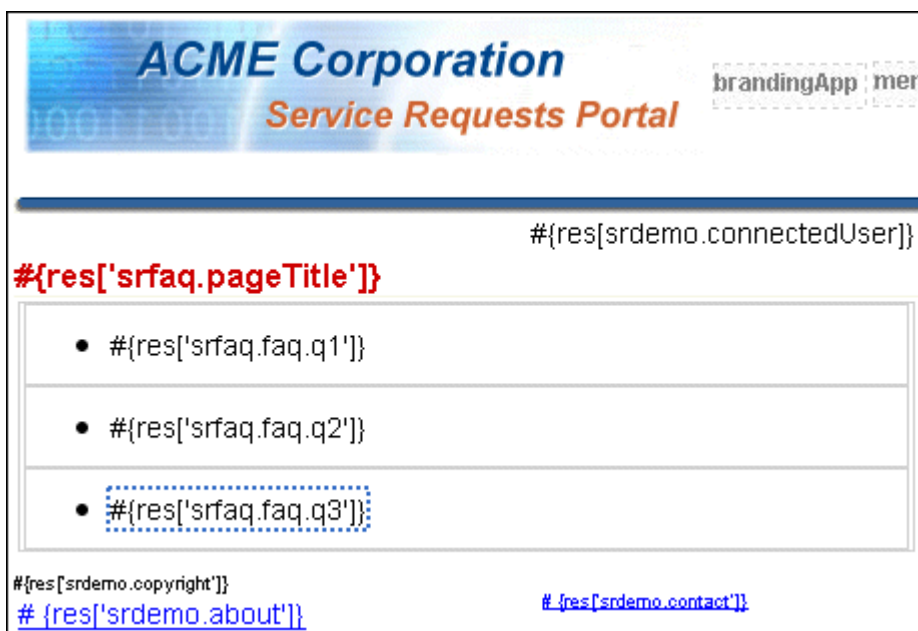 ACME Corporation
Service Requests Portal
brandingApp
#{res[srdemo.connectedUser]}
#{res['srfaq.pageTitle']}
• #{res['srfaq.faq.q1']}
• #{res['srfaq.faq.q2']}
• #{res['srfaq.faq.q3']}
#{res['srdemo.copyright']}
# {res['srdemo.about']}
# {res['srdemo.contact']}